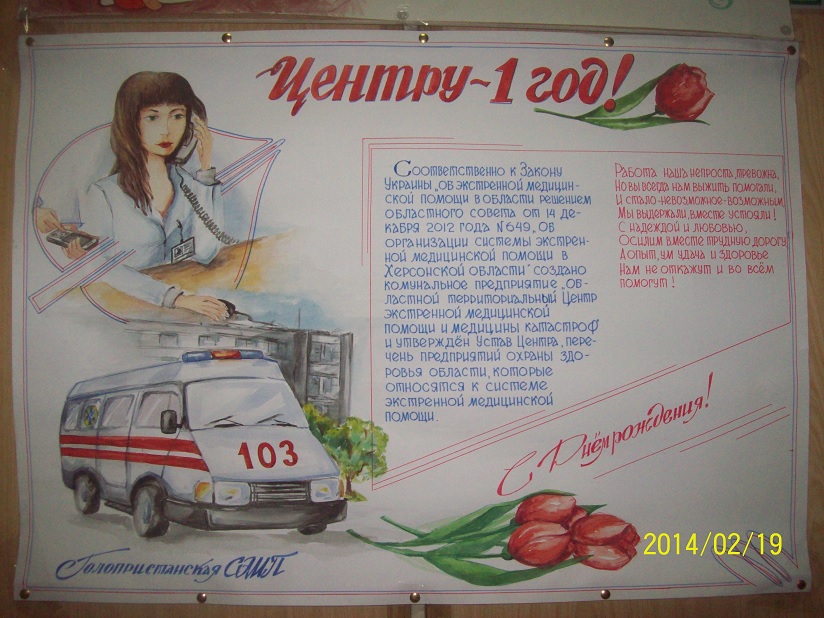 Центру ~ 1 год!
Соответственно к Закону
Украины „об экстренной медицин-
ской помощи в области решением
областного совета от 14 де-
кабря 2012 года №649, „Об
организации системы экстрен-
ной медицинской помощи в
Херсонской области" создано
комунальное предприятие „Об-
ластной территориальный Центр
экстренной медицинской
помощи и медицины катастроф"
и утверждён Устав Центра, пере-
чень предприятий охраны здо-
ровья области, которые
относятся к системе
экстренной медицинской
помощи.
Работа наша непроста, тревожна,
Но вы всегда нам выжить помогали,
И стало невозможное-возможным,
Мы выдержали, вместе устояли!
С надеждой и любовью,
Осилим вместе трудную дорогу
А опыт, ум удача и здоровье
Нам не откажут и во всём
помогут!
С Днём рождения!
103
Голопристанская СМП
2014/02/19